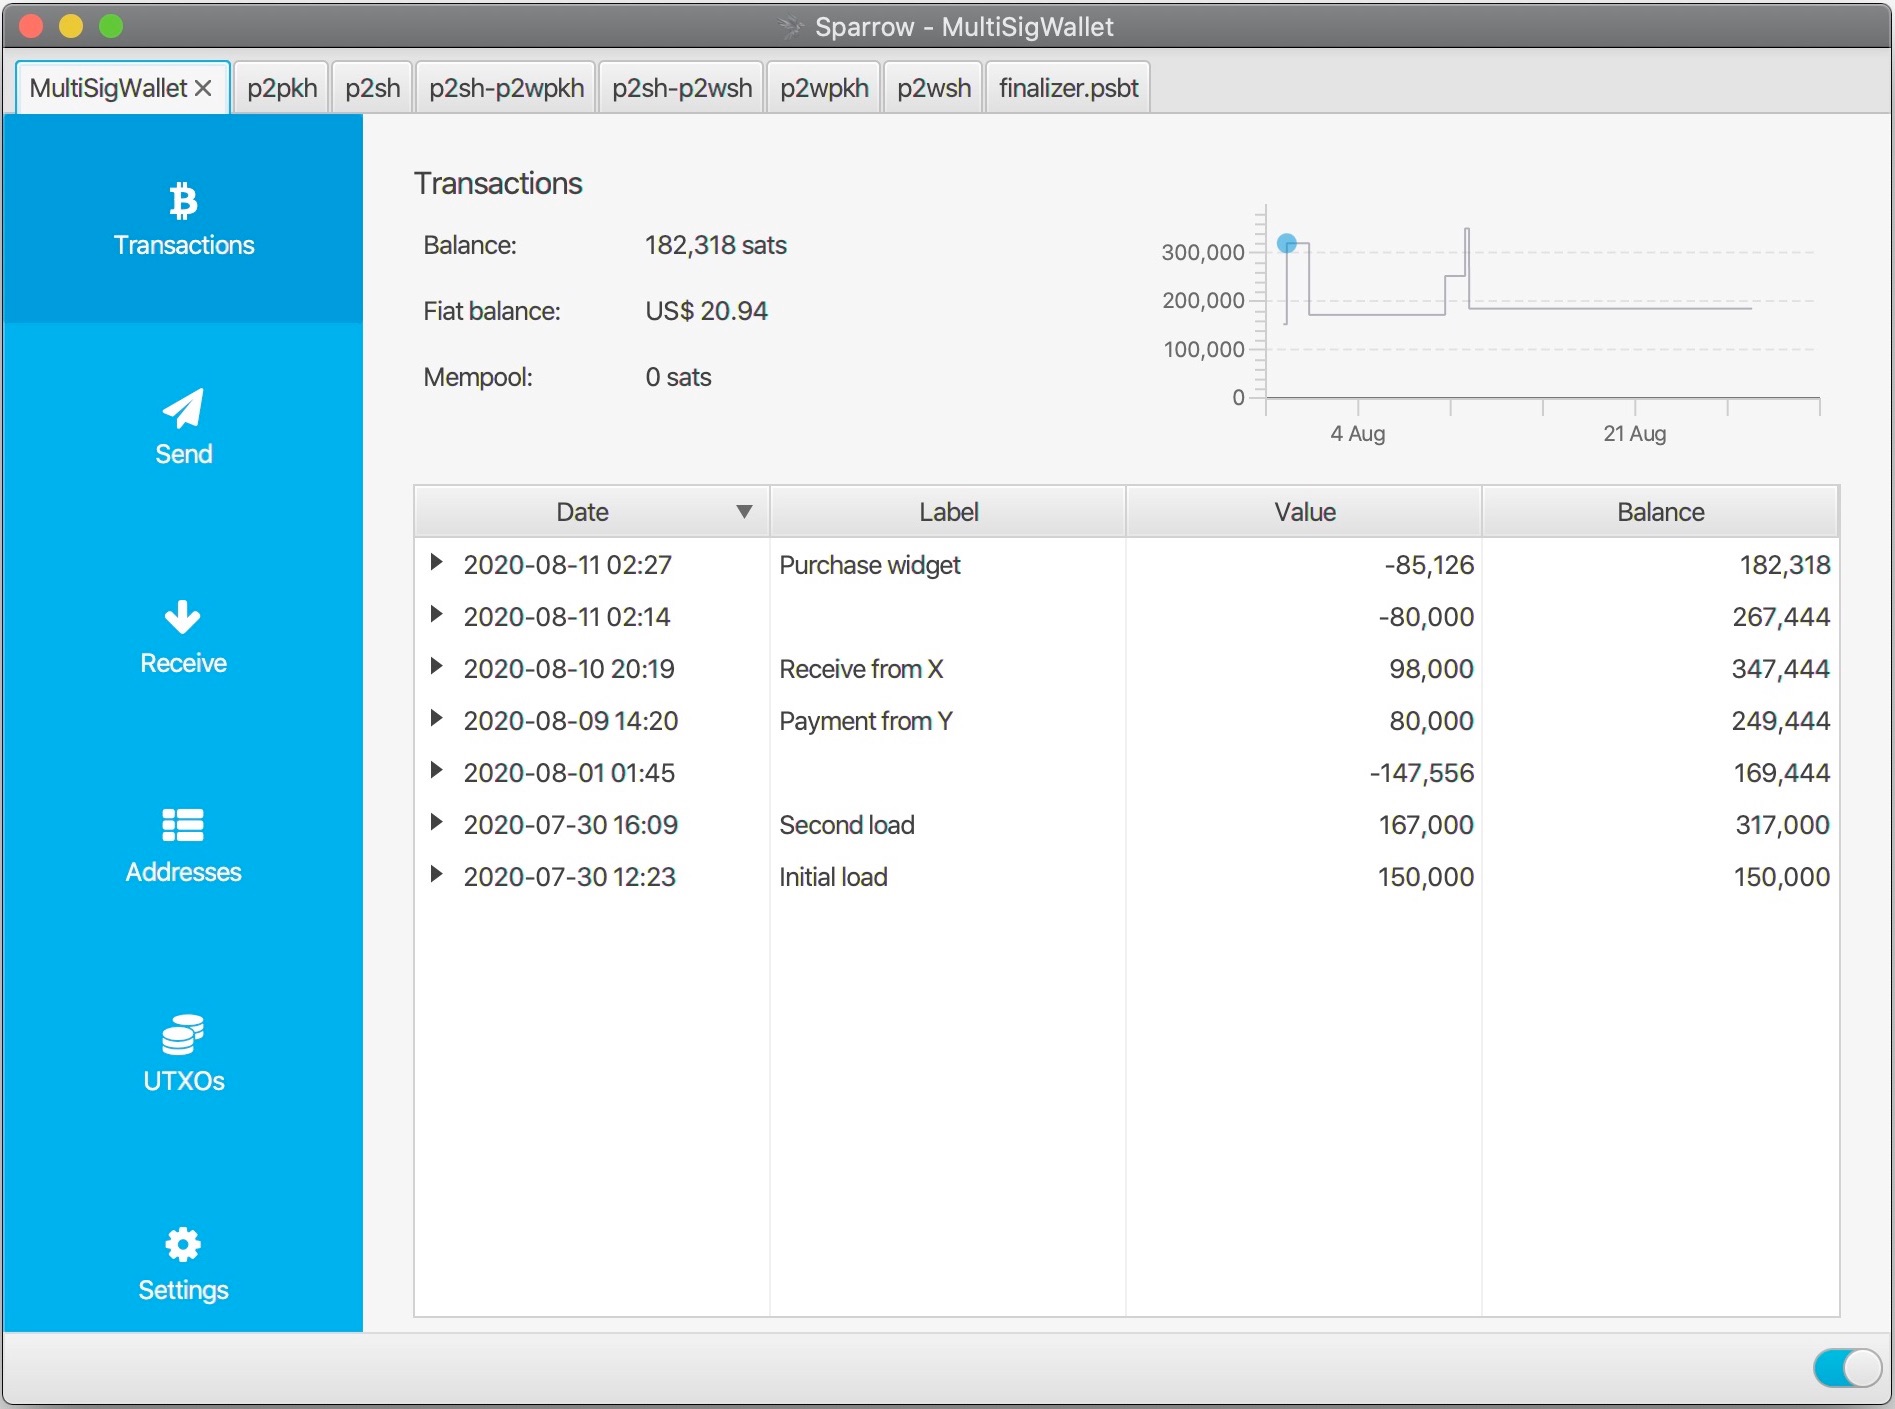 Sparrow - MultiSigWallet
MultiSigWallet p2pkh p2sh p2sh-p2wpkh p2sh-p2wsh p2wpkh p2wsh finalizer.psbt
Transactions
Send
Receive
Addresses
UTXOs
Settings
Transactions
Balance: 182,318 sats
Fiat balance: US$ 20.94
Mempool: 0 sats
300,000
200,000
100,000
0
4 Aug 21 Aug
Date Label Value Balance
2020-08-11 02:27 Purchase widget -85,126 182,318
2020-08-11 02:14 -80,000 267,444
2020-08-10 20:19 Receive from X 98,000 347,444
2020-08-09 14:20 Payment from Y 80,000 249,444
2020-08-01 01:45 -147,556 169,444
2020-07-30 16:09 Second load 167,000 317,000
2020-07-30 12:23 Initial load 150,000 150,000